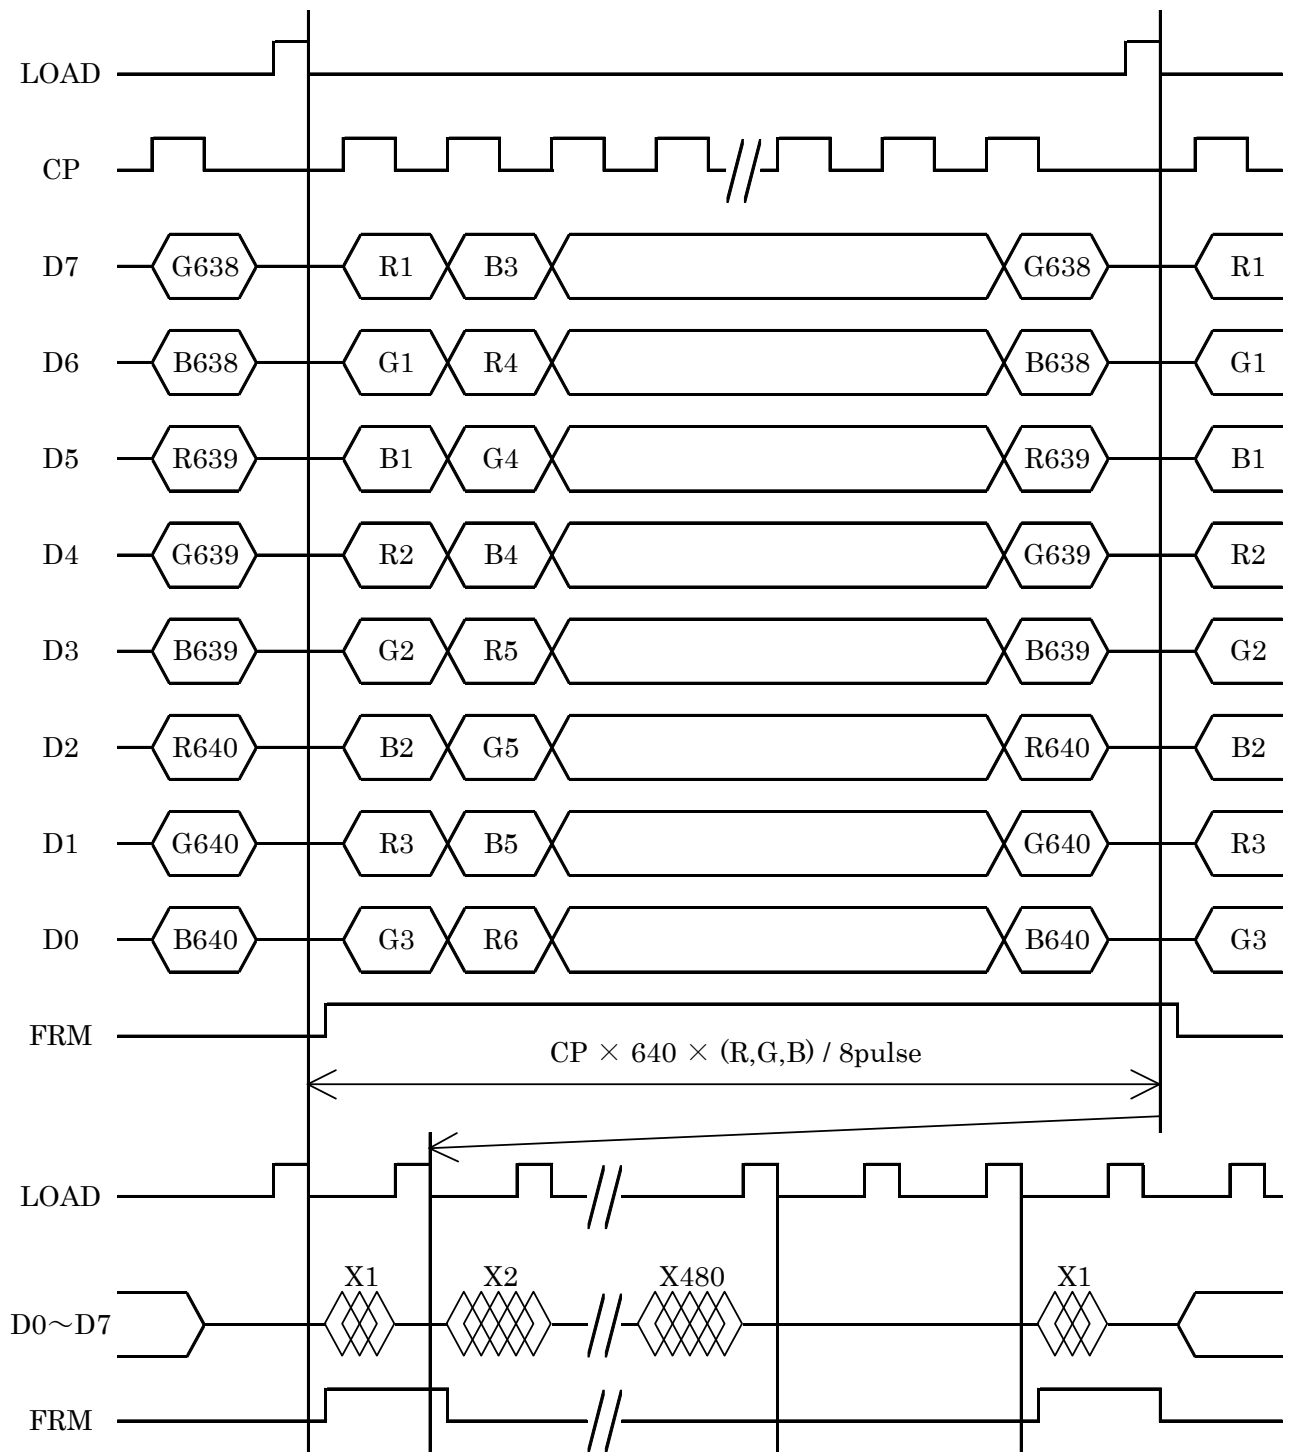 LOAD
CP
D7 G638 R1 B3 G638 R1
D6 B638 G1 R4 B638 G1
D5 R639 B1 G4 R639 B1
D4 G639 R2 B4 G639 R2
D3 B639 G2 R5 B639 G2
D2 R640 B2 G5 R640 B2
D1 G640 R3 B5 G640 R3
D0 B640 G3 R6 B640 G3
FRM
CP × 640 × (R,G,B) / 8pulse
LOAD
X1 X2 X480 X1
D0～D7
FRM